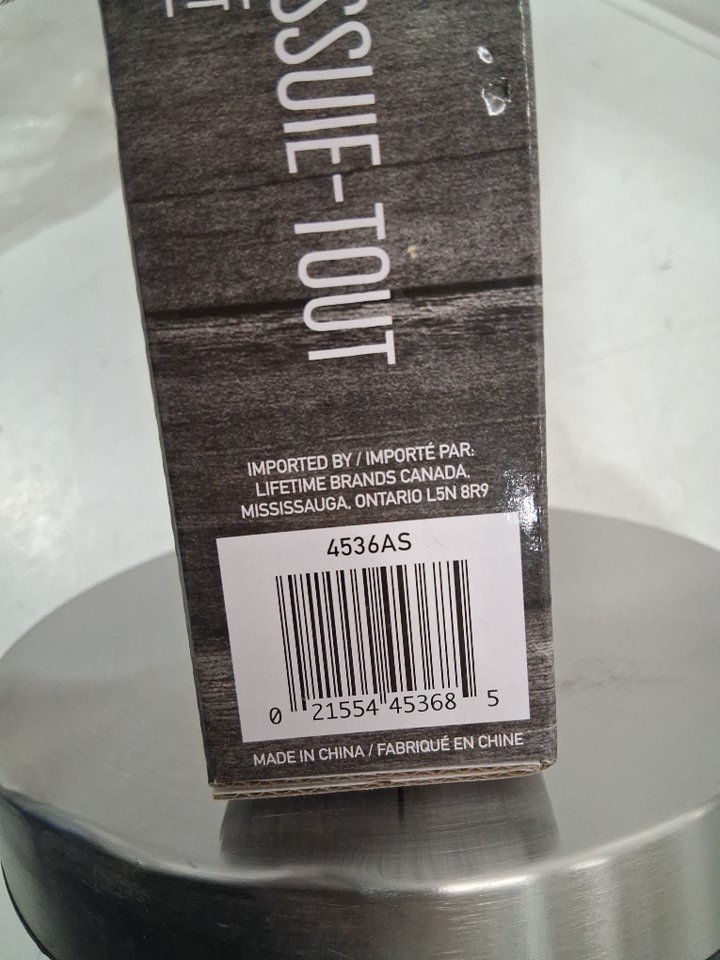 SSUIE-TOUT
IMPORTED BY / IMPORTÉ PAR:
LIFETIME BRANDS CANADA,
MISSISSAUGA, ONTARIO L5N 8R9
4536AS
0 21554 45368 5
MADE IN CHINA / FABRIQUÉ EN CHINE